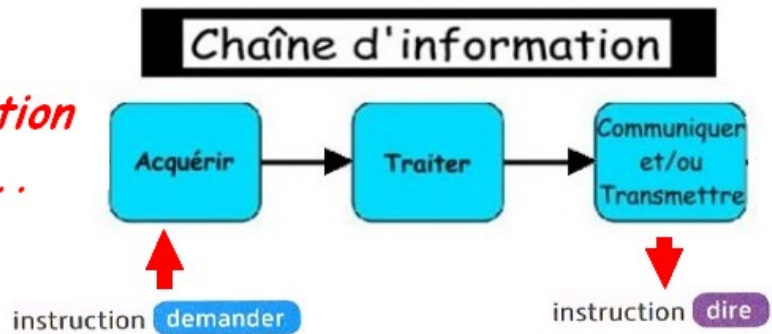 Chaîne d'information
tion
..
Acquérir
Traiter
Communiquer
et/ou
Transmettre
instruction demander
instruction dire